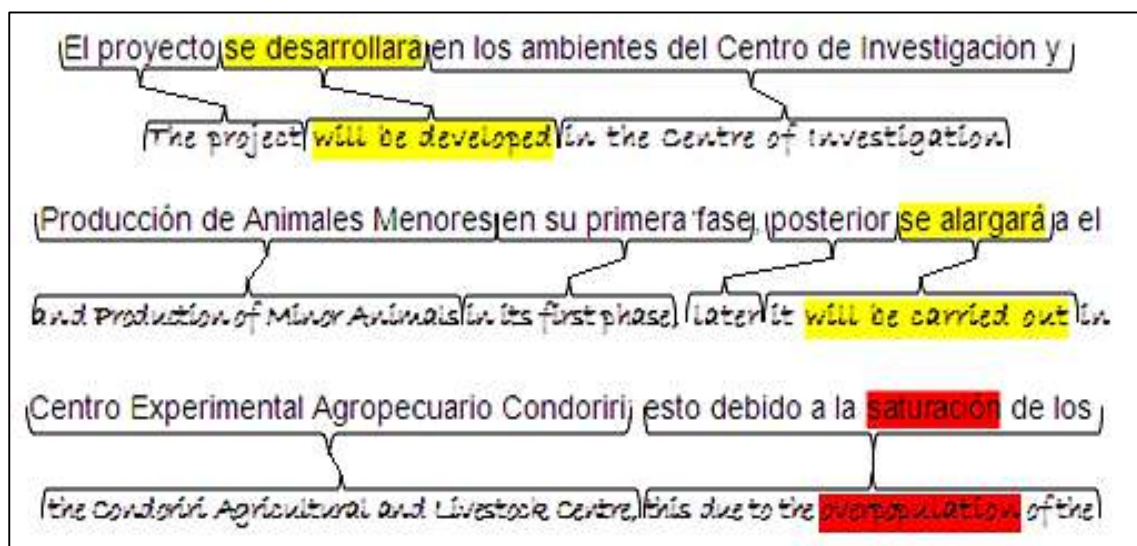 El proyecto se desarrollará en los ambientes del Centro de Investigación y
The project will be developed in the Centre of Investigation
Producción de Animales Menores en su primera fase, posterior se alargará a el
and Production of Minor Animals in its first phase, later it will be carried out in
Centro Experimental Agropecuario Condoriri, esto debido a la saturación de los
the Condoriri Agricultural and Livestock Centre, this due to the overpopulation of the